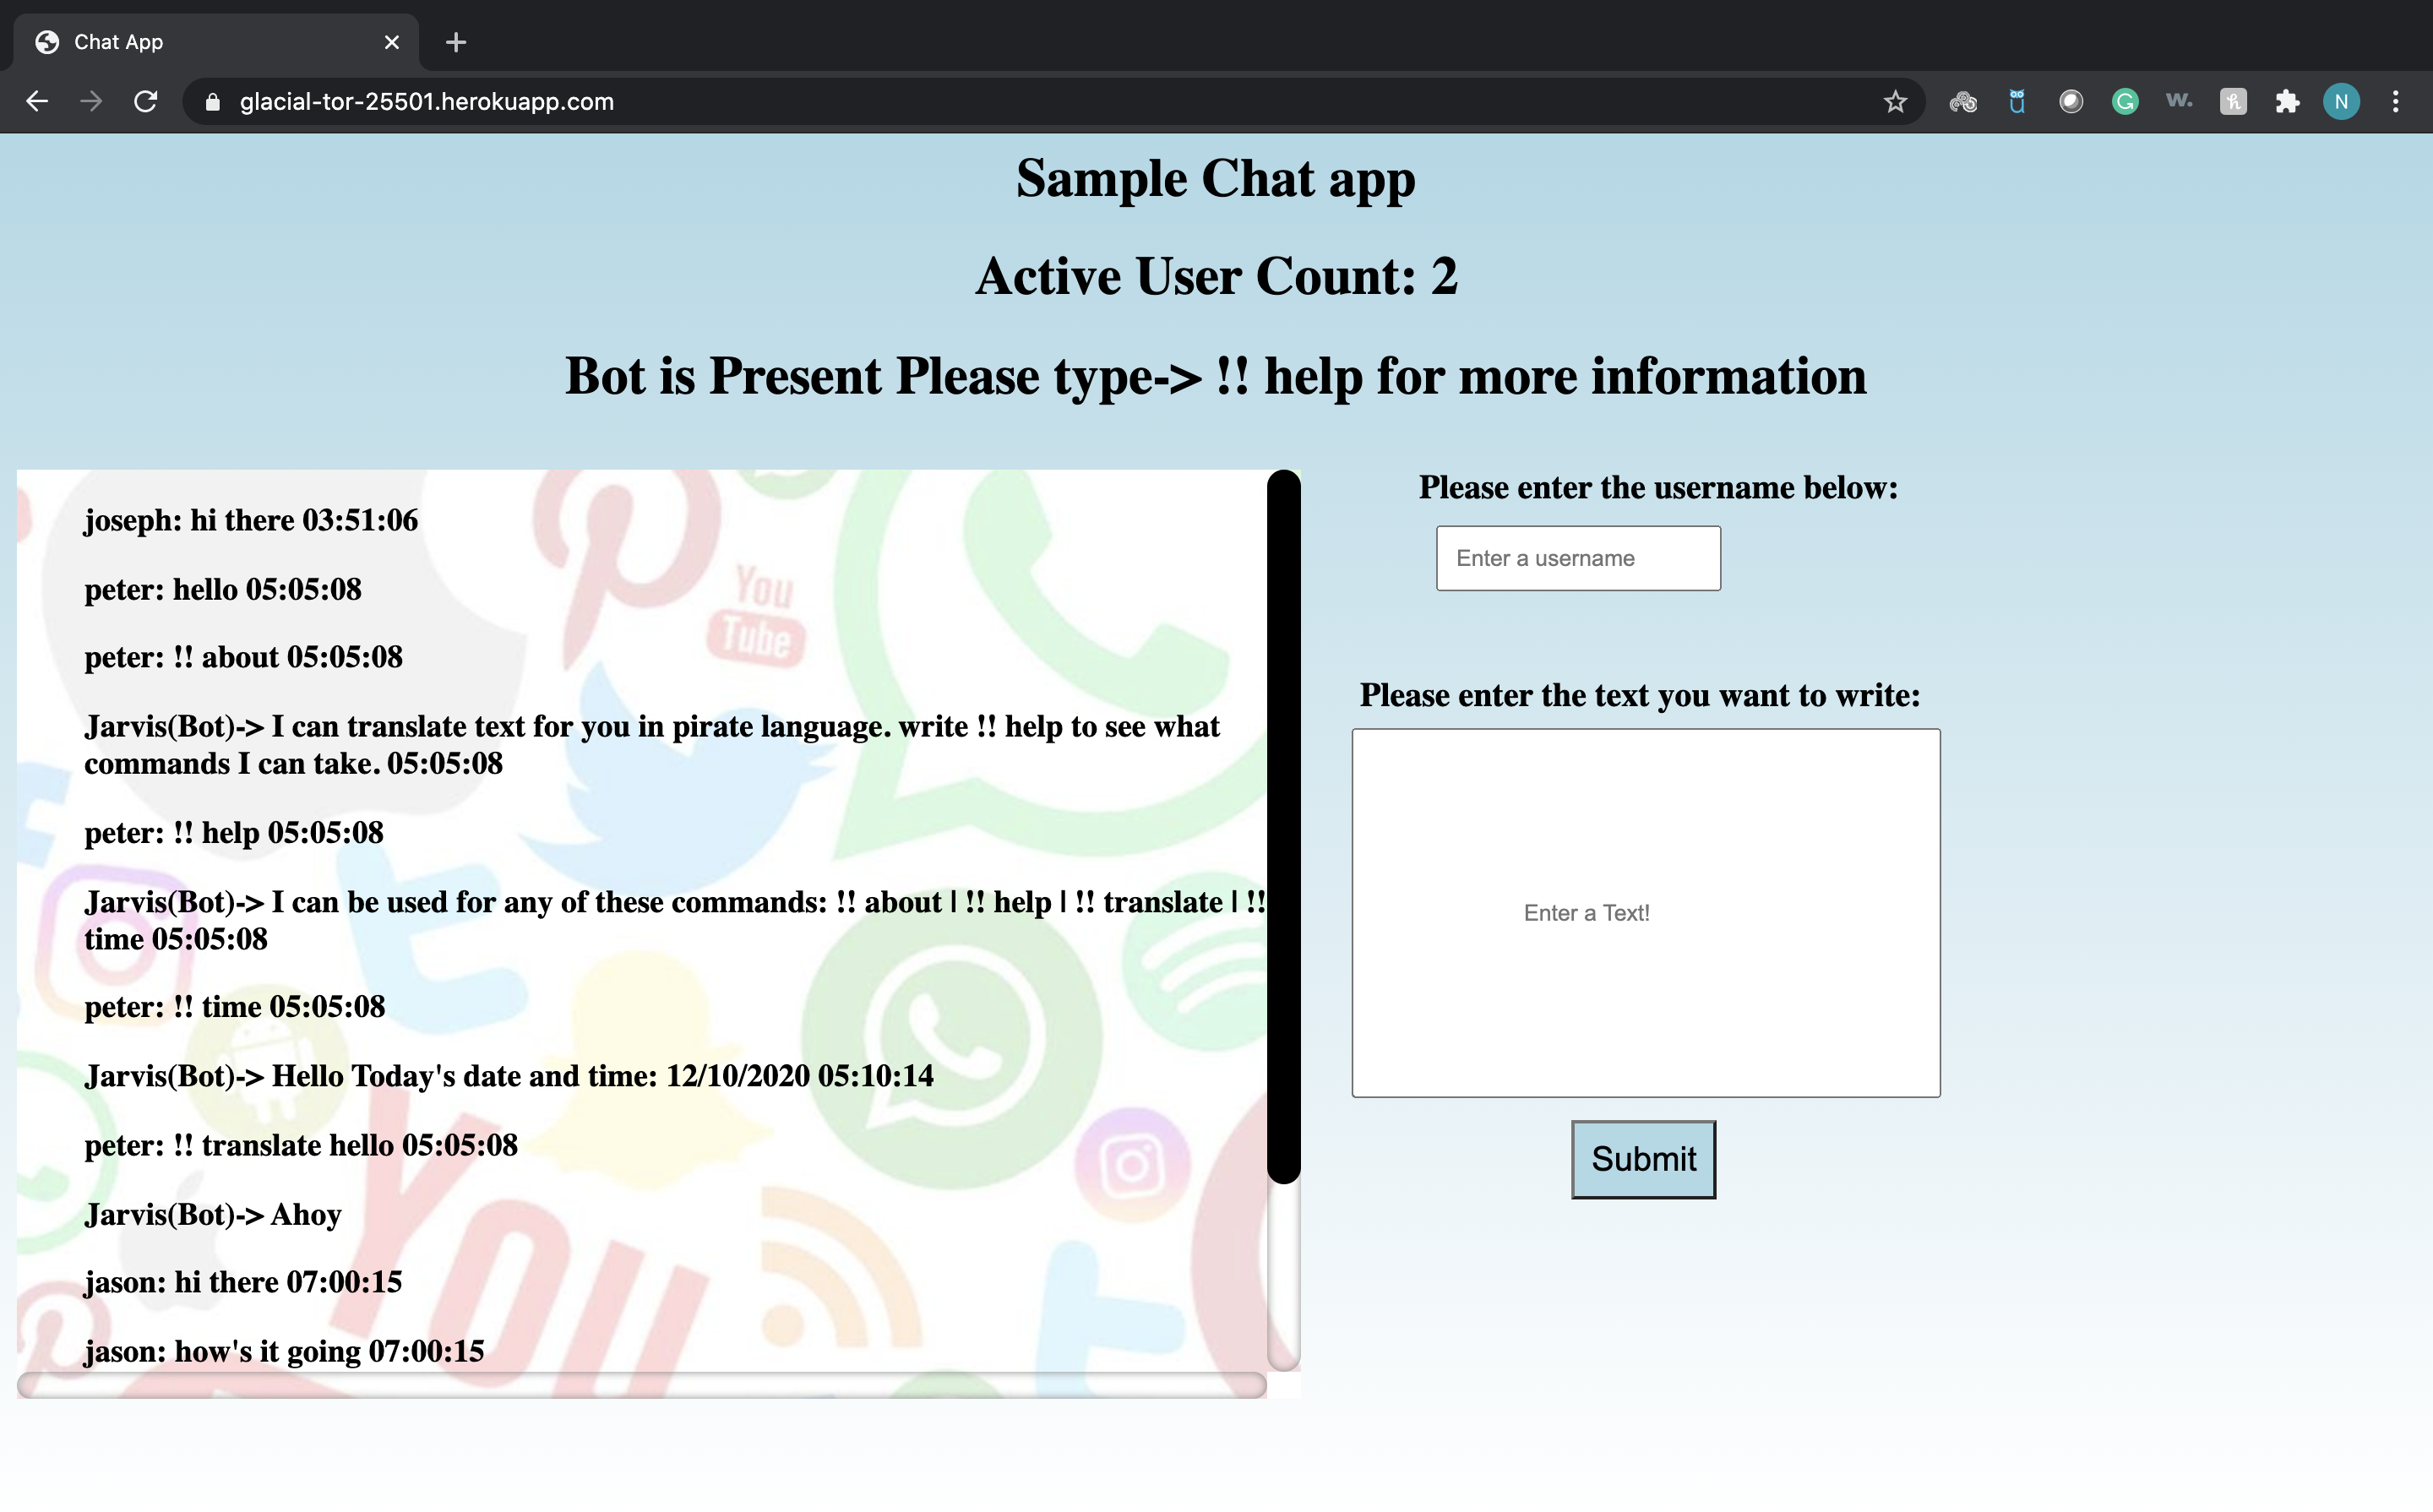 Chat App
glacial-tor-25501.herokuapp.com
W.
N
Sample Chat app
Active User Count: 2
Bot is Present Please type-> !! help for more information
joseph: hi there 03:51:06
peter: hello 05:05:08
peter: !! about 05:05:08
Jarvis(Bot)-> I can translate text for you in pirate language. write !! help to see what
commands I can take. 05:05:08
peter: !! help 05:05:08
Jarvis(Bot)-> I can be used for any of these commands: !! about | !! help | !! translate | !!
time 05:05:08
peter: !! time 05:05:08
Jarvis(Bot)-> Hello Today's date and time: 12/10/2020 05:10:14
peter: !! translate hello 05:05:08
Jarvis(Bot)-> Ahoy
jason: hi there 07:00:15
jason: how's it going 07:00:15
You
Tube
You
Please enter the username below:
Enter a username
Please enter the text you want to write:
Enter a Text!
Submit